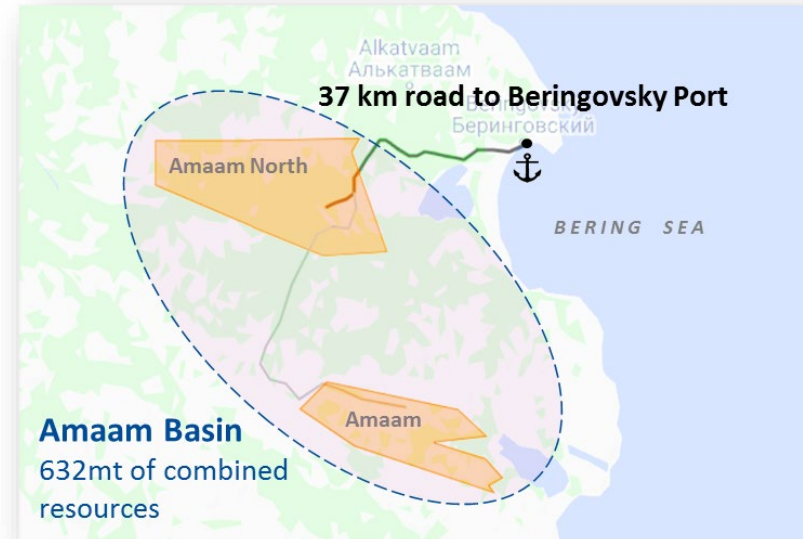 Alkatvaam
Алькатваам
37 km road to Beringovsky Port
Beringovsky
Беринговский
Amaam North
BERING SEA
Amaam
Amaam Basin
632mt of combined
resources